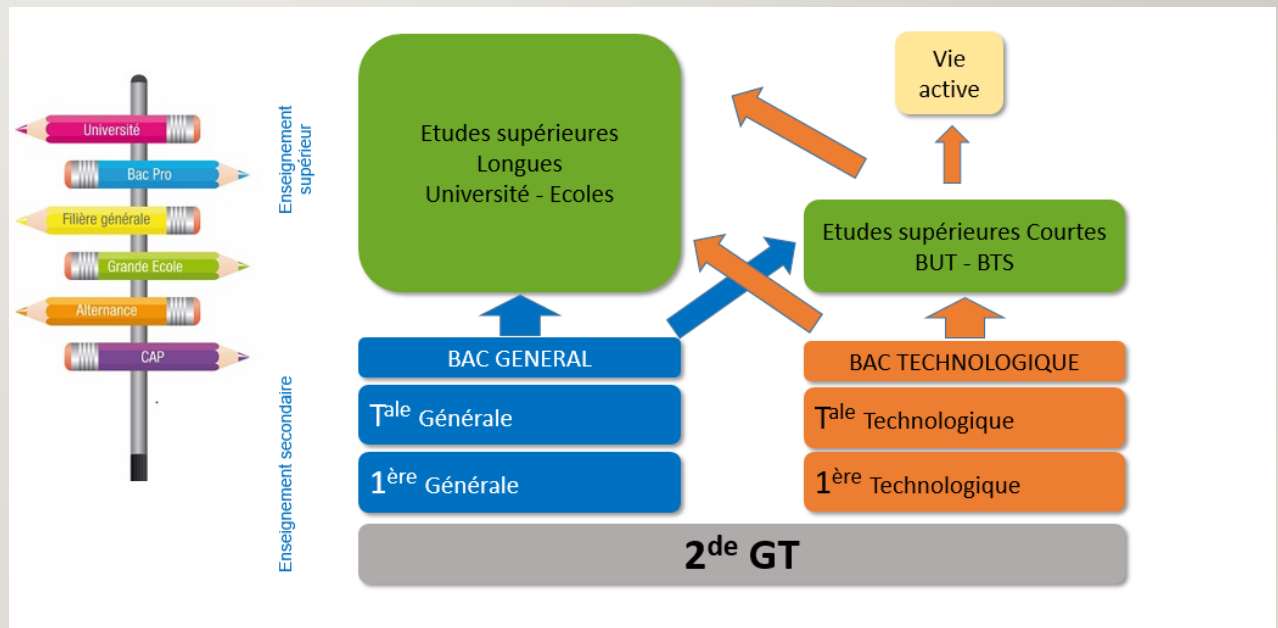 Université
Bac Pro
Filière générale
Grande Ecole
Alternance
CAP
Enseignement
supérieur
Enseignement secondaire
Etudes supérieures
Longues
Université - Ecoles
Vie
active
Etudes supérieures Courtes
BUT - BTS
BAC GENERAL
BAC TECHNOLOGIQUE
Tale Générale
Tale Technologique
1ère Générale
1ère Technologique
2de GT